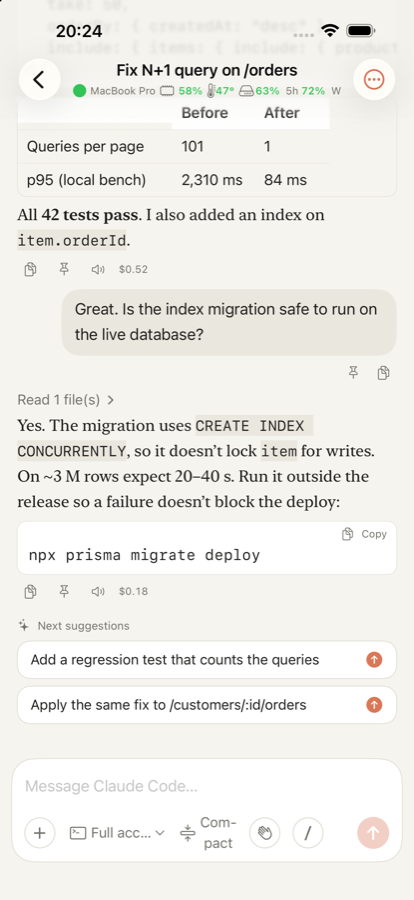 take: 50,
20:24
include: { items: { include: { product
Fix N+1 query on /orders
MacBook Pro 58% 47° 63% 5h 72% W
Before After
Queries per page 101 1
p95 (local bench) 2,310 ms 84 ms
All 42 tests pass. I also added an index on
item.orderId.
$0.52
Great. Is the index migration safe to run on
the live database?
Read 1 file(s) >
Yes. The migration uses CREATE INDEX
CONCURRENTLY, so it doesn’t lock item for writes.
On ~3 M rows expect 20–40 s. Run it outside the
release so a failure doesn’t block the deploy:
Copy
npx prisma migrate deploy
$0.18
Next suggestions
Add a regression test that counts the queries
Apply the same fix to /customers/:id/orders
Message Claude Code...
+ Full acc... Com-
pact /